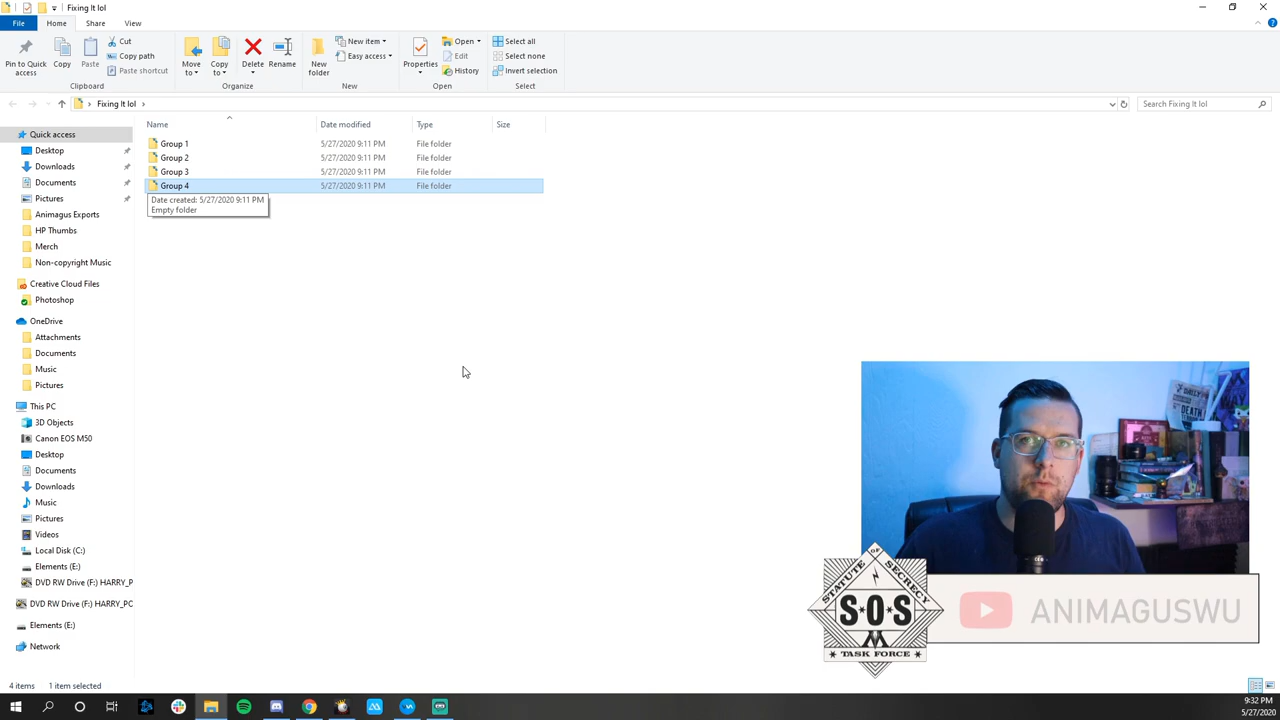 Fixing It lol
File
Home
Share
View
Pin to Quick access
Copy
Paste
Cut
Copy path
Paste shortcut
Clipboard
Move to
Copy to
Delete
Rename
Organize
New folder
New item
Easy access
New
Properties
Open
Edit
History
Open
Select all
Select none
Invert selection
Select
Fixing It lol
Search Fixing It lol
Name Date modified Type Size
Group 1 5/27/2020 9:11 PM File folder
Group 2 5/27/2020 9:11 PM File folder
Group 3 5/27/2020 9:11 PM File folder
Group 4 5/27/2020 9:11 PM File folder
Date created: 5/27/2020 9:11 PM
Empty folder
Quick access
Desktop
Downloads
Documents
Pictures
Animagus Exports
HP Thumbs
Merch
Non-copyright Music
Creative Cloud Files
Photoshop
OneDrive
Attachments
Documents
Music
Pictures
This PC
3D Objects
Canon EOS M50
Desktop
Documents
Downloads
Music
Pictures
Videos
Local Disk (C:)
Elements (E:)
DVD RW Drive (F:) HARRY_P
DVD RW Drive (F:) HARRY_PC
Elements (E:)
Network
DAILY
DEATH
STATUTE OF SECRECY
S*O*S
TASK FORCE
ANIMAGUSWU
4 items 1 item selected
9:32 PM
5/27/2020